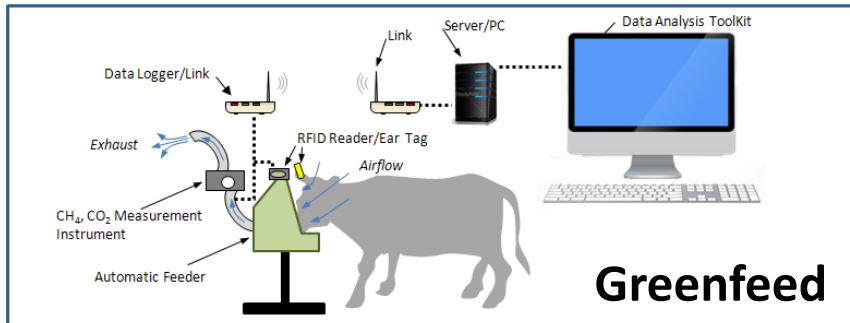 Data Analysis ToolKit
Server/PC
Link
Data Logger/Link
RFID Reader/Ear Tag
Exhaust
Airflow
CH₄, CO₂ Measurement
Instrument
Automatic Feeder
Greenfeed